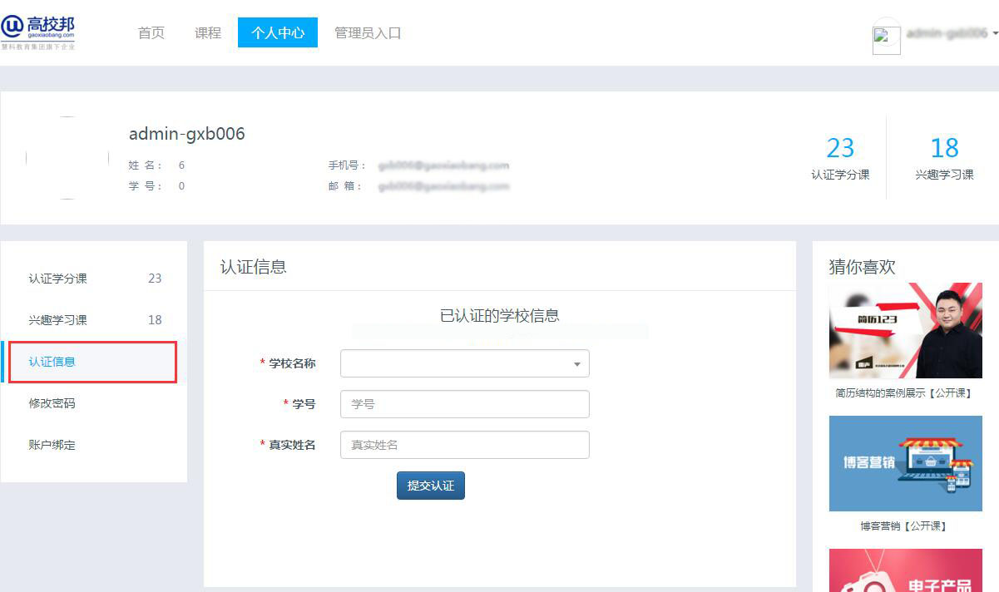 高校邦
gaoxiaobang.com
慧科教育集团旗下企业
首页 课程 个人中心 管理员入口
admin-gxb006
admin-gxb006
姓 名： 6
手机号： gxb006@gaoxiaobang.com
学 号： 0
邮 箱： gxb006@gaoxiaobang.com
23
认证学分课
18
兴趣学习课
认证学分课 23
兴趣学习课 18
认证信息
修改密码
账户绑定
认证信息
已认证的学校信息
* 学校名称
* 学号 学号
* 真实姓名 真实姓名
提交认证
猜你喜欢
简历123
雷声
简历结构的案例展示【公开课】
博客营销
博客营销【公开课】
电子产品